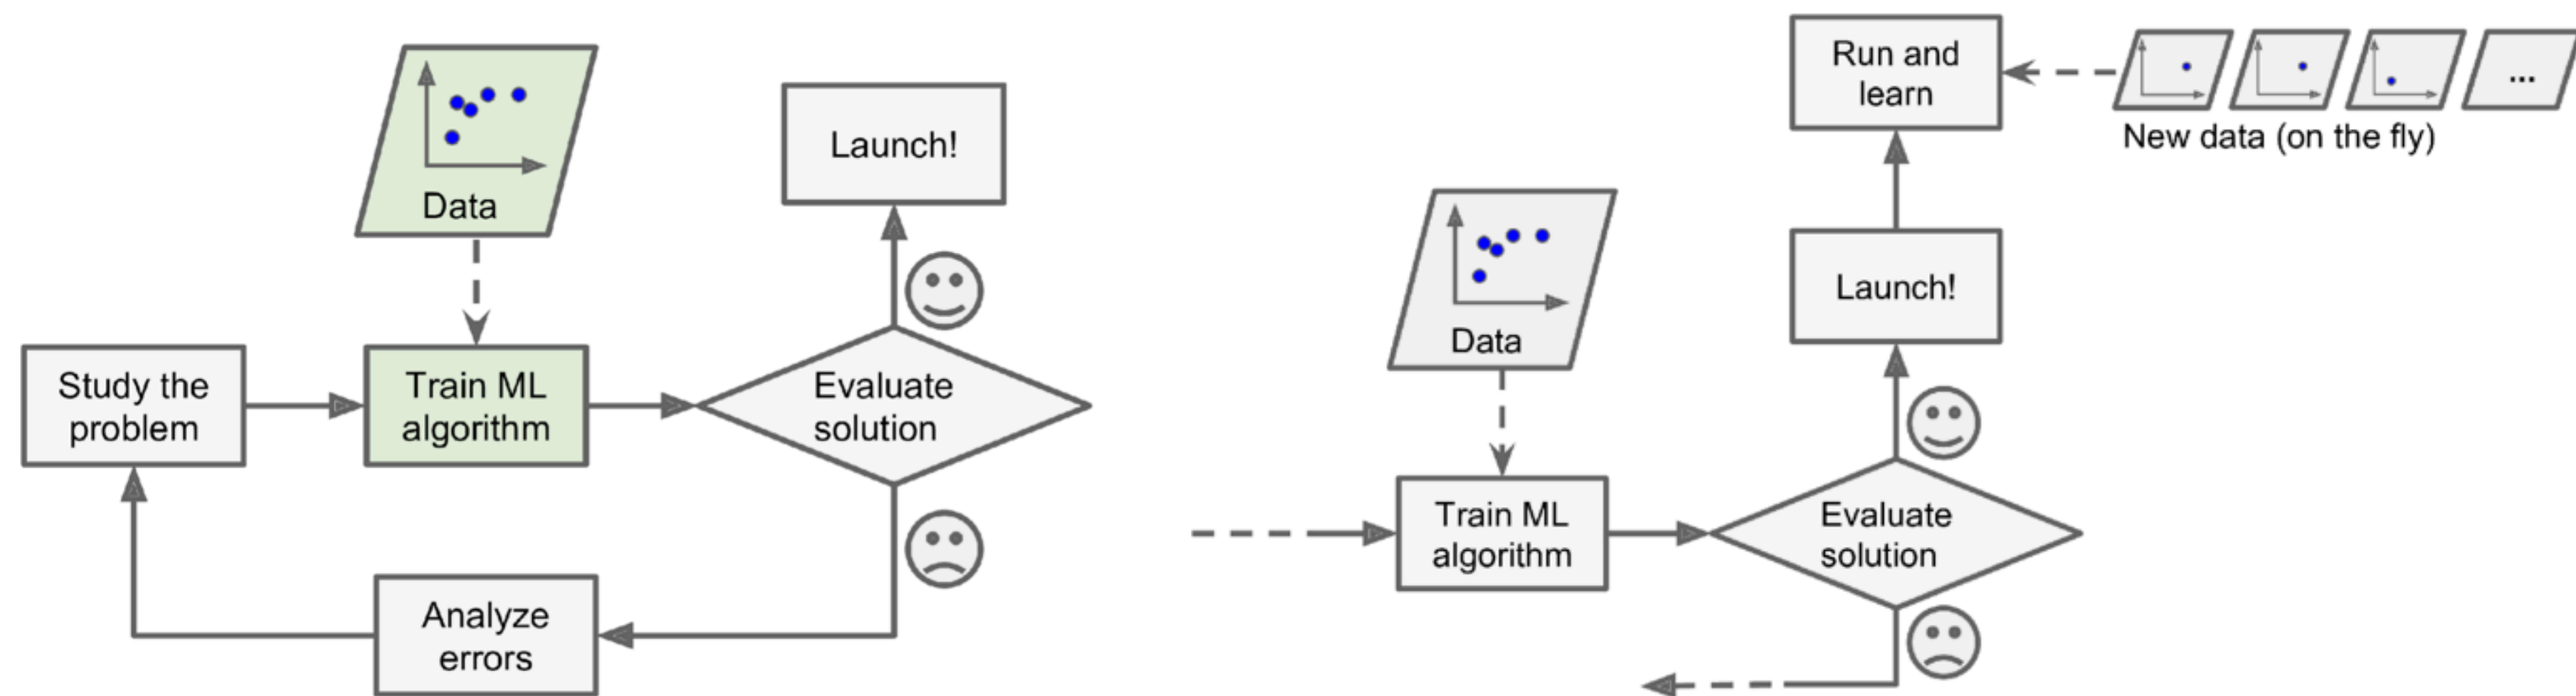 Data
Launch!
Study the
problem
Train ML
algorithm
Evaluate
solution
Analyze
errors
Run and
learn
New data (on the fly)
...
Launch!
Data
Train ML
algorithm
Evaluate
solution